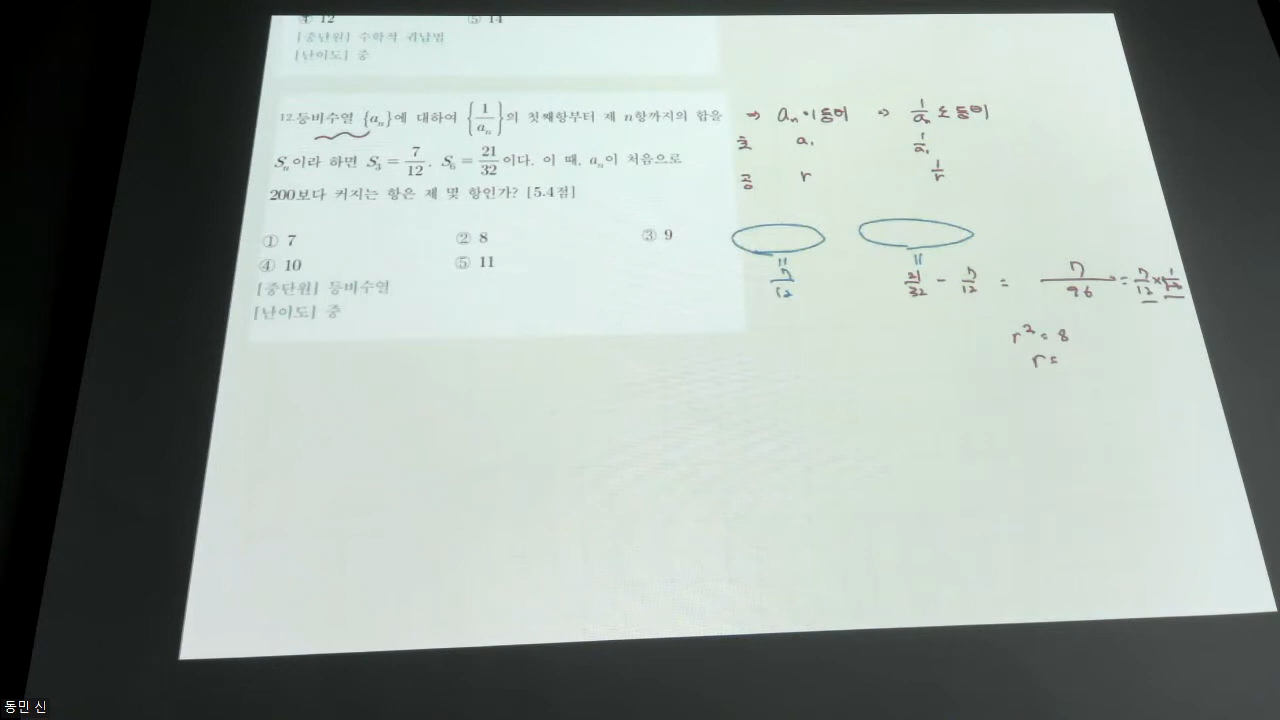 ④ 12 ⑤ 14
[중단원] 수학적 귀납법
[난이도] 중
12.등비수열 {aₙ}에 대하여 {1/aₙ}의 첫째항부터 제 n항까지의 합을
Sₙ이라 하면 S₃ = 7/12, S₆ = 21/32이다. 이 때, aₙ이 처음으로
200보다 커지는 항은 제 몇 항인가? [5.4점]
① 7 ② 8 ③ 9
④ 10 ⑤ 11
[중단원] 등비수열
[난이도] 중
⇒ aₙ이 등비 ⇒ 1/aₙ도 등비
초 a₁ 1/a₁
공 r 1/r
= =
7/12 21/32 - 7/12 = 7/96 = 7/12 ×
r² = 8
r =
동민 신